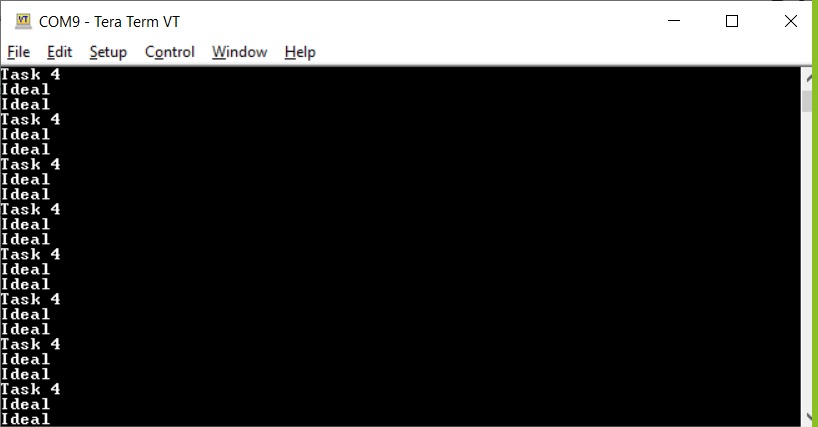 COM9 - Tera Term VT
File Edit Setup Control Window Help
Task 4
Ideal
Ideal
Task 4
Ideal
Ideal
Task 4
Ideal
Ideal
Task 4
Ideal
Ideal
Task 4
Ideal
Ideal
Task 4
Ideal
Ideal
Task 4
Ideal
Ideal
Task 4
Ideal
Ideal